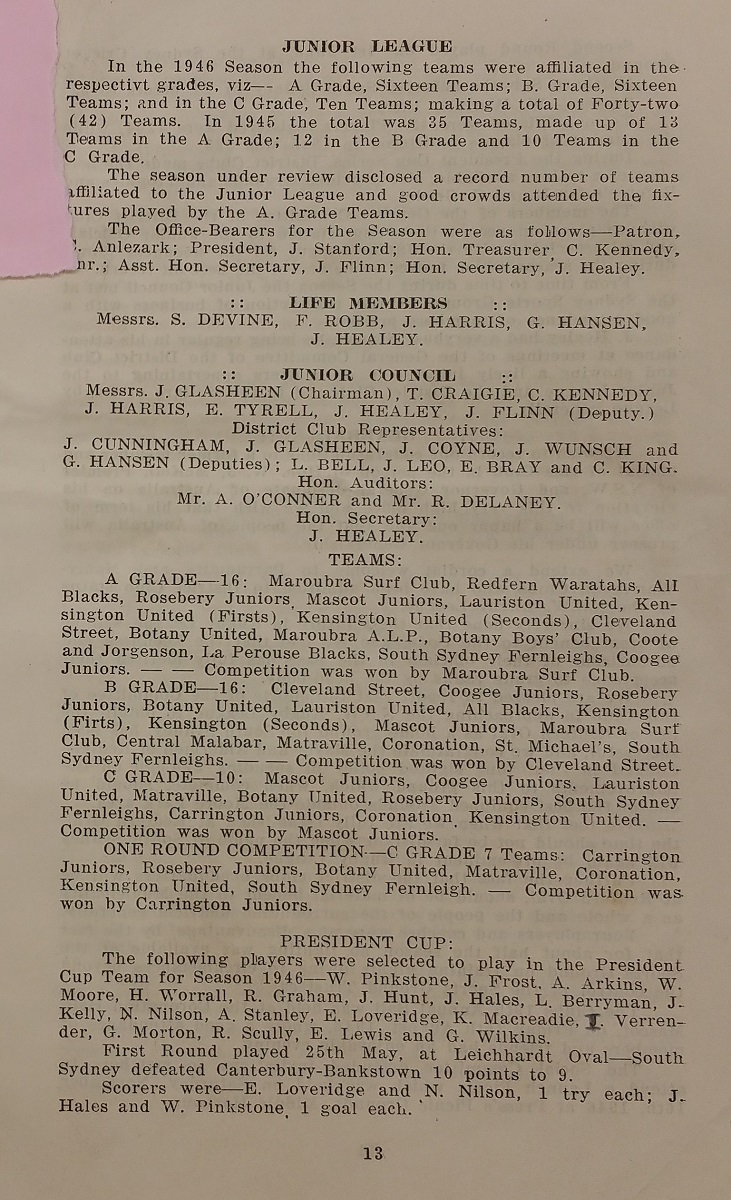 JUNIOR LEAGUE
In the 1946 Season the following teams were affiliated in the
respectivt grades, viz-- A Grade, Sixteen Teams; B. Grade, Sixteen
Teams; and in the C Grade, Ten Teams; making a total of Forty-two
(42) Teams. In 1945 the total was 35 Teams, made up of 13
Teams in the A Grade; 12 in the B Grade and 10 Teams in the
C Grade.
The season under review disclosed a record number of teams
affiliated to the Junior League and good crowds attended the fix-
tures played by the A. Grade Teams.
The Office-Bearers for the Season were as follows—Patron,
Anlezark; President, J. Stanford; Hon. Treasurer, C. Kennedy,
nr.; Asst. Hon. Secretary, J. Flinn; Hon. Secretary, J. Healey.
:: LIFE MEMBERS ::
Messrs. S. DEVINE, F. ROBB, J. HARRIS, G. HANSEN,
J. HEALEY.
:: JUNIOR COUNCIL ::
Messrs. J. GLASHEEN (Chairman), T. CRAIGIE, C. KENNEDY,
J. HARRIS, E. TYRELL, J. HEALEY, J. FLINN (Deputy.)
District Club Representatives:
J. CUNNINGHAM, J. GLASHEEN, J. COYNE, J. WUNSCH and
G. HANSEN (Deputies); L. BELL, J. LEO, E. BRAY and C. KING.
Hon. Auditors:
Mr. A. O'CONNER and Mr. R. DELANEY.
Hon. Secretary:
J. HEALEY.
TEAMS:
A GRADE—16: Maroubra Surf Club, Redfern Waratahs, All
Blacks, Rosebery Juniors, Mascot Juniors, Lauriston United, Ken-
sington United (Firsts), Kensington United (Seconds), Cleveland
Street, Botany United, Maroubra A.L.P., Botany Boys' Club, Coote
and Jorgenson, La Perouse Blacks, South Sydney Fernleighs, Coogee
Juniors. — — Competition was won by Maroubra Surf Club.
B GRADE—16: Cleveland Street, Coogee Juniors, Rosebery
Juniors, Botany United, Lauriston United, All Blacks, Kensington
(Firts), Kensington (Seconds), Mascot Juniors, Maroubra Surf
Club, Central Malabar, Matraville, Coronation, St. Michael's, South
Sydney Fernleighs. — — Competition was won by Cleveland Street.
C GRADE—10: Mascot Juniors, Coogee Juniors, Lauriston
United, Matraville, Botany United, Rosebery Juniors, South Sydney
Fernleighs, Carrington Juniors, Coronation, Kensington United. —
Competition was won by Mascot Juniors.
ONE ROUND COMPETITION—C GRADE 7 Teams: Carrington
Juniors, Rosebery Juniors, Botany United, Matraville, Coronation,
Kensington United, South Sydney Fernleigh. — Competition was
won by Carrington Juniors.
PRESIDENT CUP:
The following players were selected to play in the President
Cup Team for Season 1946—W. Pinkstone, J. Frost, A. Arkins, W.
Moore, H. Worrall, R. Graham, J. Hunt, J. Hales, L. Berryman, J.
Kelly, N. Nilson, A. Stanley, E. Loveridge, K. Macreadie, Verren-
der, G. Morton, R. Scully, E. Lewis and G. Wilkins.
First Round played 25th May, at Leichhardt Oval—South
Sydney defeated Canterbury-Bankstown 10 points to 9.
Scorers were—E. Loveridge and N. Nilson, 1 try each; J.
Hales and W. Pinkstone, 1 goal each.
13